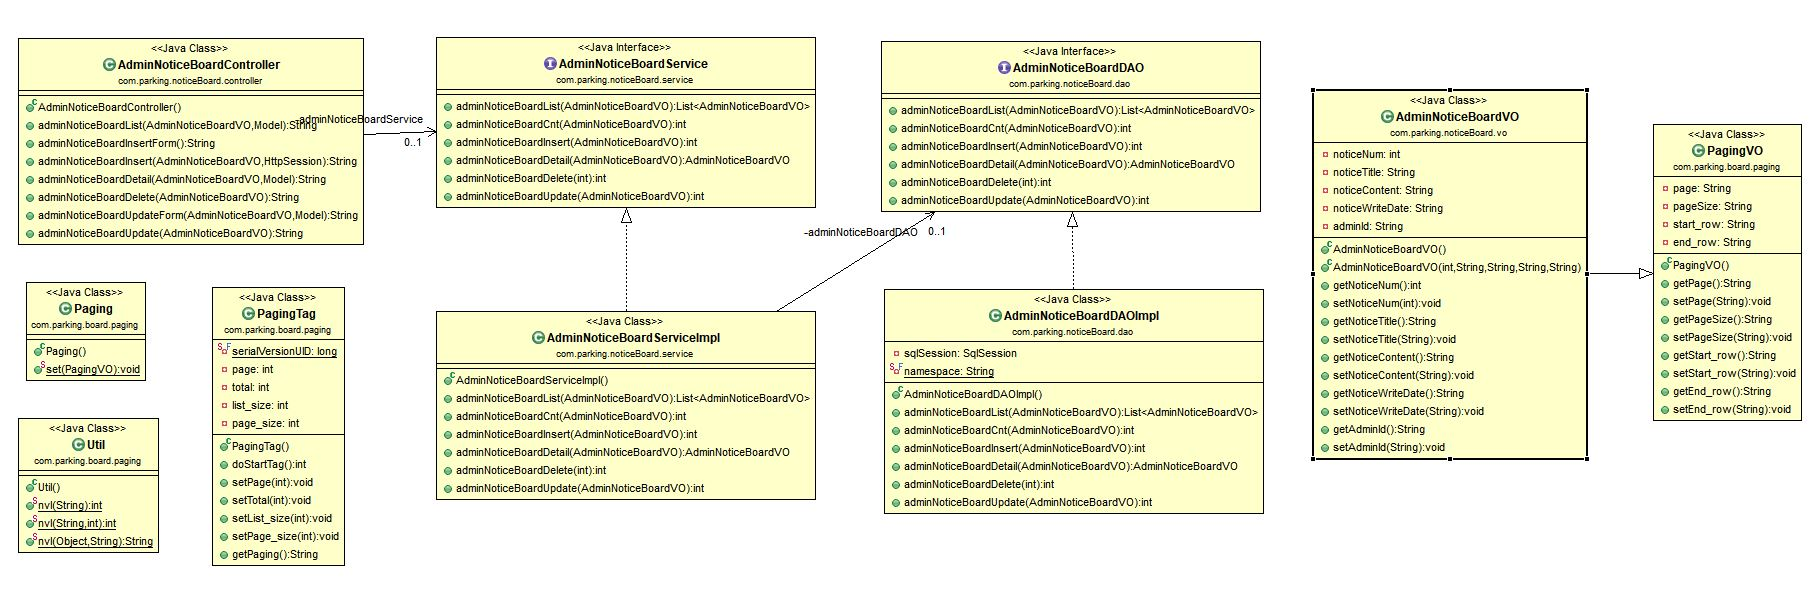 <<Java Class>>
AdminNoticeBoardController
com.parking.noticeBoard.controller
AdminNoticeBoardController()
adminNoticeBoardList(AdminNoticeBoardVO,Model):String
adminNoticeBoardInsertForm():String
adminNoticeBoardInsert(AdminNoticeBoardVO,HttpSession):String
adminNoticeBoardDetail(AdminNoticeBoardVO,Model):String
adminNoticeBoardDelete(AdminNoticeBoardVO):String
adminNoticeBoardUpdateForm(AdminNoticeBoardVO,Model):String
adminNoticeBoardUpdate(AdminNoticeBoardVO):String
-adminNoticeBoardService
0..1
<<Java Interface>>
AdminNoticeBoardService
com.parking.noticeBoard.service
adminNoticeBoardList(AdminNoticeBoardVO):List<AdminNoticeBoardVO>
adminNoticeBoardCnt(AdminNoticeBoardVO):int
adminNoticeBoardInsert(AdminNoticeBoardVO):int
adminNoticeBoardDetail(AdminNoticeBoardVO):AdminNoticeBoardVO
adminNoticeBoardDelete(int):int
adminNoticeBoardUpdate(AdminNoticeBoardVO):int
<<Java Interface>>
AdminNoticeBoardDAO
com.parking.noticeBoard.dao
adminNoticeBoardList(AdminNoticeBoardVO):List<AdminNoticeBoardVO>
adminNoticeBoardCnt(AdminNoticeBoardVO):int
adminNoticeBoardInsert(AdminNoticeBoardVO):int
adminNoticeBoardDetail(AdminNoticeBoardVO):AdminNoticeBoardVO
adminNoticeBoardDelete(int):int
adminNoticeBoardUpdate(AdminNoticeBoardVO):int
-adminNoticeBoardDAO
0..1
<<Java Class>>
AdminNoticeBoardVO
com.parking.noticeBoard.vo
noticeNum: int
noticeTitle: String
noticeContent: String
noticeWriteDate: String
adminId: String
AdminNoticeBoardVO()
AdminNoticeBoardVO(int,String,String,String,String)
getNoticeNum():int
setNoticeNum(int):void
getNoticeTitle():String
setNoticeTitle(String):void
getNoticeContent():String
setNoticeContent(String):void
getNoticeWriteDate():String
setNoticeWriteDate(String):void
getAdminId():String
setAdminId(String):void
<<Java Class>>
PagingVO
com.parking.board.paging
page: String
pageSize: String
start_row: String
end_row: String
PagingVO()
getPage():String
setPage(String):void
getPageSize():String
setPageSize(String):void
getStart_row():String
setStart_row(String):void
getEnd_row():String
setEnd_row(String):void
<<Java Class>>
Paging
com.parking.board.paging
Paging()
set(PagingVO):void
<<Java Class>>
PagingTag
com.parking.board.paging
serialVersionUID: long
page: int
total: int
list_size: int
page_size: int
PagingTag()
doStartTag():int
setPage(int):void
setTotal(int):void
setList_size(int):void
setPage_size(int):void
getPaging():String
<<Java Class>>
AdminNoticeBoardServiceImpl
com.parking.noticeBoard.service
AdminNoticeBoardServiceImpl()
adminNoticeBoardList(AdminNoticeBoardVO):List<AdminNoticeBoardVO>
adminNoticeBoardCnt(AdminNoticeBoardVO):int
adminNoticeBoardInsert(AdminNoticeBoardVO):int
adminNoticeBoardDetail(AdminNoticeBoardVO):AdminNoticeBoardVO
adminNoticeBoardDelete(int):int
adminNoticeBoardUpdate(AdminNoticeBoardVO):int
<<Java Class>>
AdminNoticeBoardDAOImpl
com.parking.noticeBoard.dao
sqlSession: SqlSession
namespace: String
AdminNoticeBoardDAOImpl()
adminNoticeBoardList(AdminNoticeBoardVO):List<AdminNoticeBoardVO>
adminNoticeBoardCnt(AdminNoticeBoardVO):int
adminNoticeBoardInsert(AdminNoticeBoardVO):int
adminNoticeBoardDetail(AdminNoticeBoardVO):AdminNoticeBoardVO
adminNoticeBoardDelete(int):int
adminNoticeBoardUpdate(AdminNoticeBoardVO):int
<<Java Class>>
Util
com.parking.board.paging
Util()
nvl(String):int
nvl(String,int):int
nvl(Object,String):String